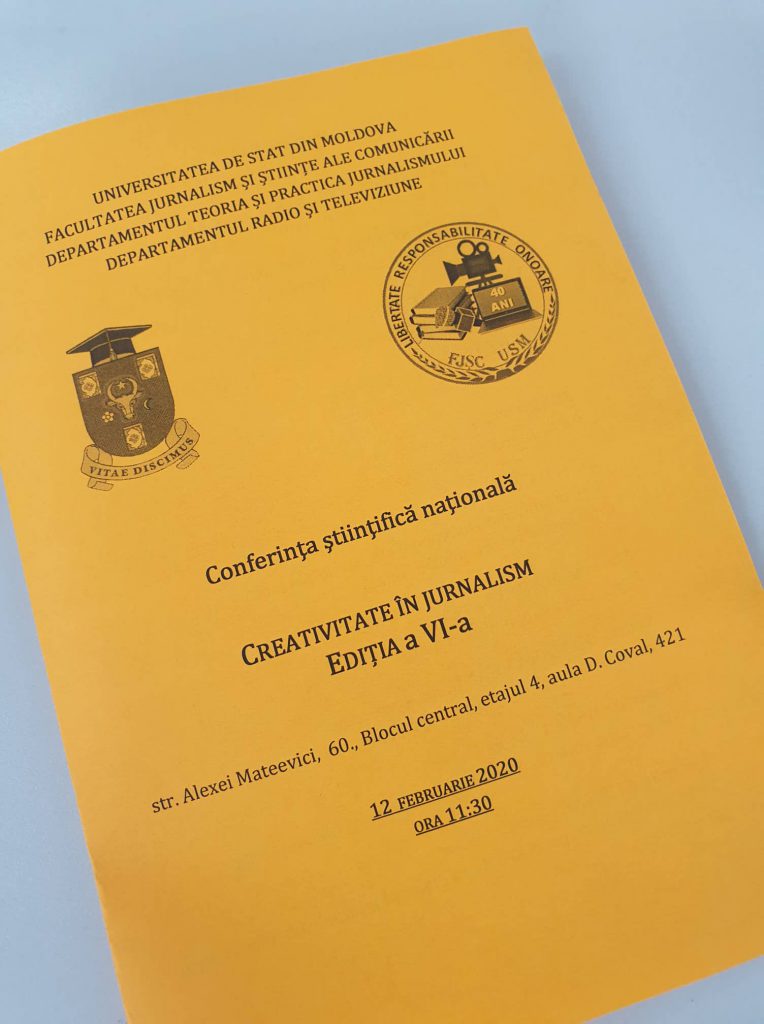 UNIVERSITATEA DE STAT DIN MOLDOVA
FACULTATEA JURNALISM ŞI ŞTIINŢE ALE COMUNICĂRII
DEPARTAMENTUL TEORIA ŞI PRACTICA JURNALISMULUI
DEPARTAMENTUL RADIO ŞI TELEVIZIUNE
LIBERTATE RESPONSABILITATE ONOARE
40
ANI
FJSC USM
VITAE DISCIMUS
Conferinţa ştiinţifică naţională
CREATIVITATE ÎN JURNALISM
EDIŢIA a VI-a
str. Alexei Mateevici, 60., Blocul central, etajul 4, aula D. Coval, 421
12 FEBRUARIE 2020
ORA 11:30